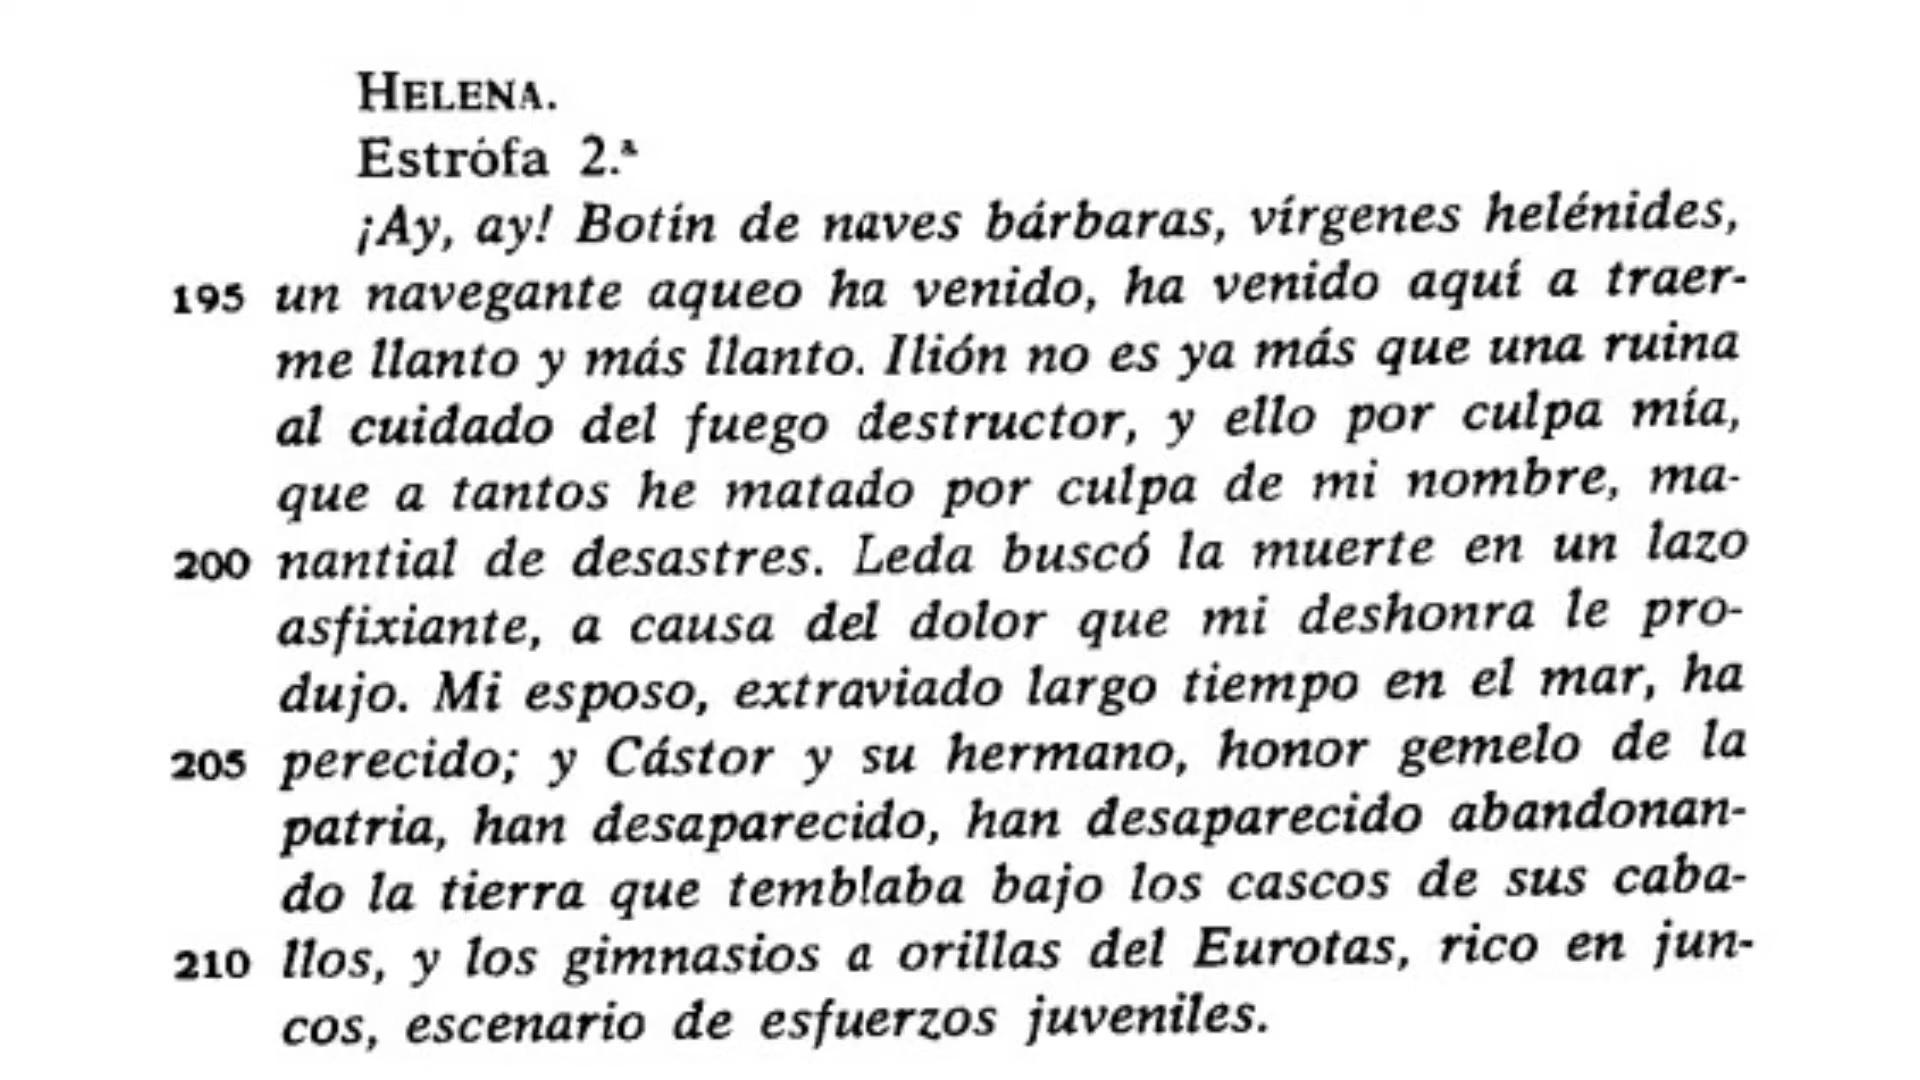 HELENA.
Estrófa 2.ª
¡Ay, ay! Botín de naves bárbaras, vírgenes helénides,
195 un navegante aqueo ha venido, ha venido aquí a traer-
me llanto y más llanto. Ilión no es ya más que una ruina
al cuidado del fuego destructor, y ello por culpa mía,
que a tantos he matado por culpa de mi nombre, ma-
200 nantial de desastres. Leda buscó la muerte en un lazo
asfixiante, a causa del dolor que mi deshonra le pro-
dujo. Mi esposo, extraviado largo tiempo en el mar, ha
205 perecido; y Cástor y su hermano, honor gemelo de la
patria, han desaparecido, han desaparecido abandonan-
do la tierra que temblaba bajo los cascos de sus caba-
210 llos, y los gimnasios a orillas del Eurotas, rico en jun-
cos, escenario de esfuerzos juveniles.